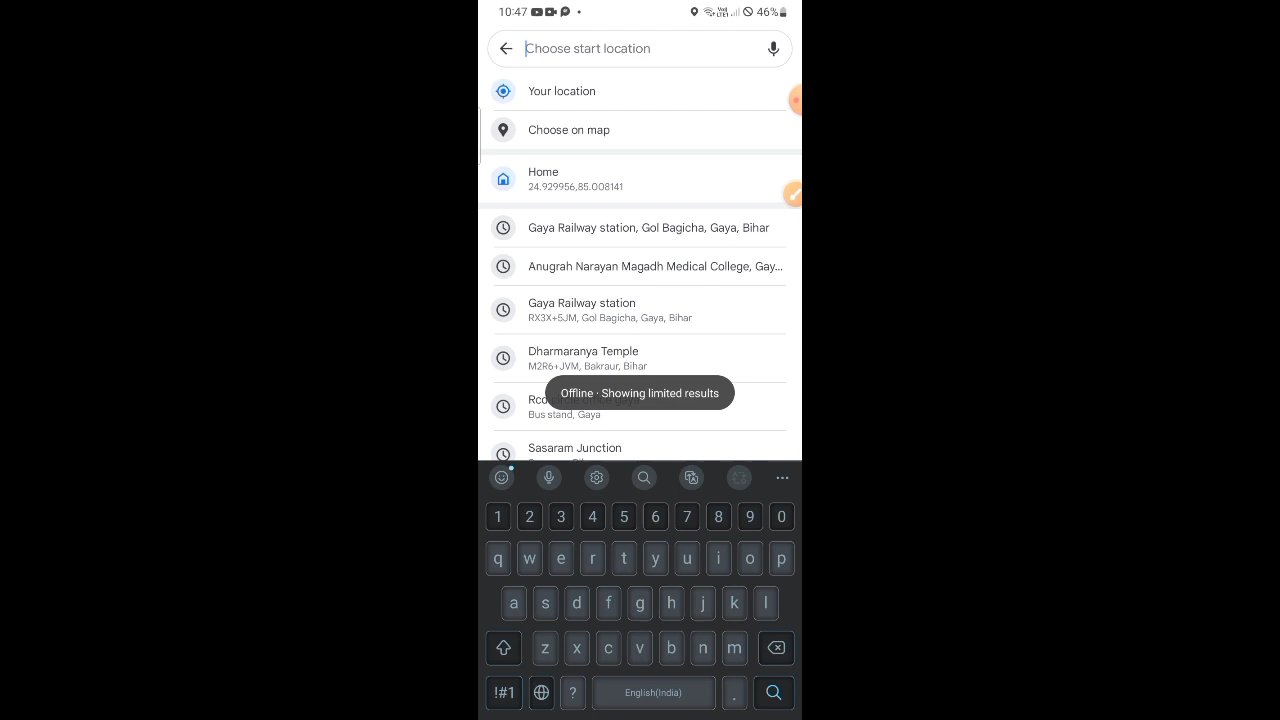 10:47
46%
Choose start location
Your location
Choose on map
Home
24.929956,85.008141
Gaya Railway station, Gol Bagicha, Gaya, Bihar
Anugrah Narayan Magadh Medical College, Gay...
Gaya Railway station
RX3X+5JM, Gol Bagicha, Gaya, Bihar
Dharmaranya Temple
M2R6+JVM, Bakraur, Bihar
Offline · Showing limited results
Bus stand, Gaya
Sasaram Junction
1 2 3 4 5 6 7 8 9 0
q w e r t y u i o p
a s d f g h j k l
z x c v b n m
!#1 ? English(India) .